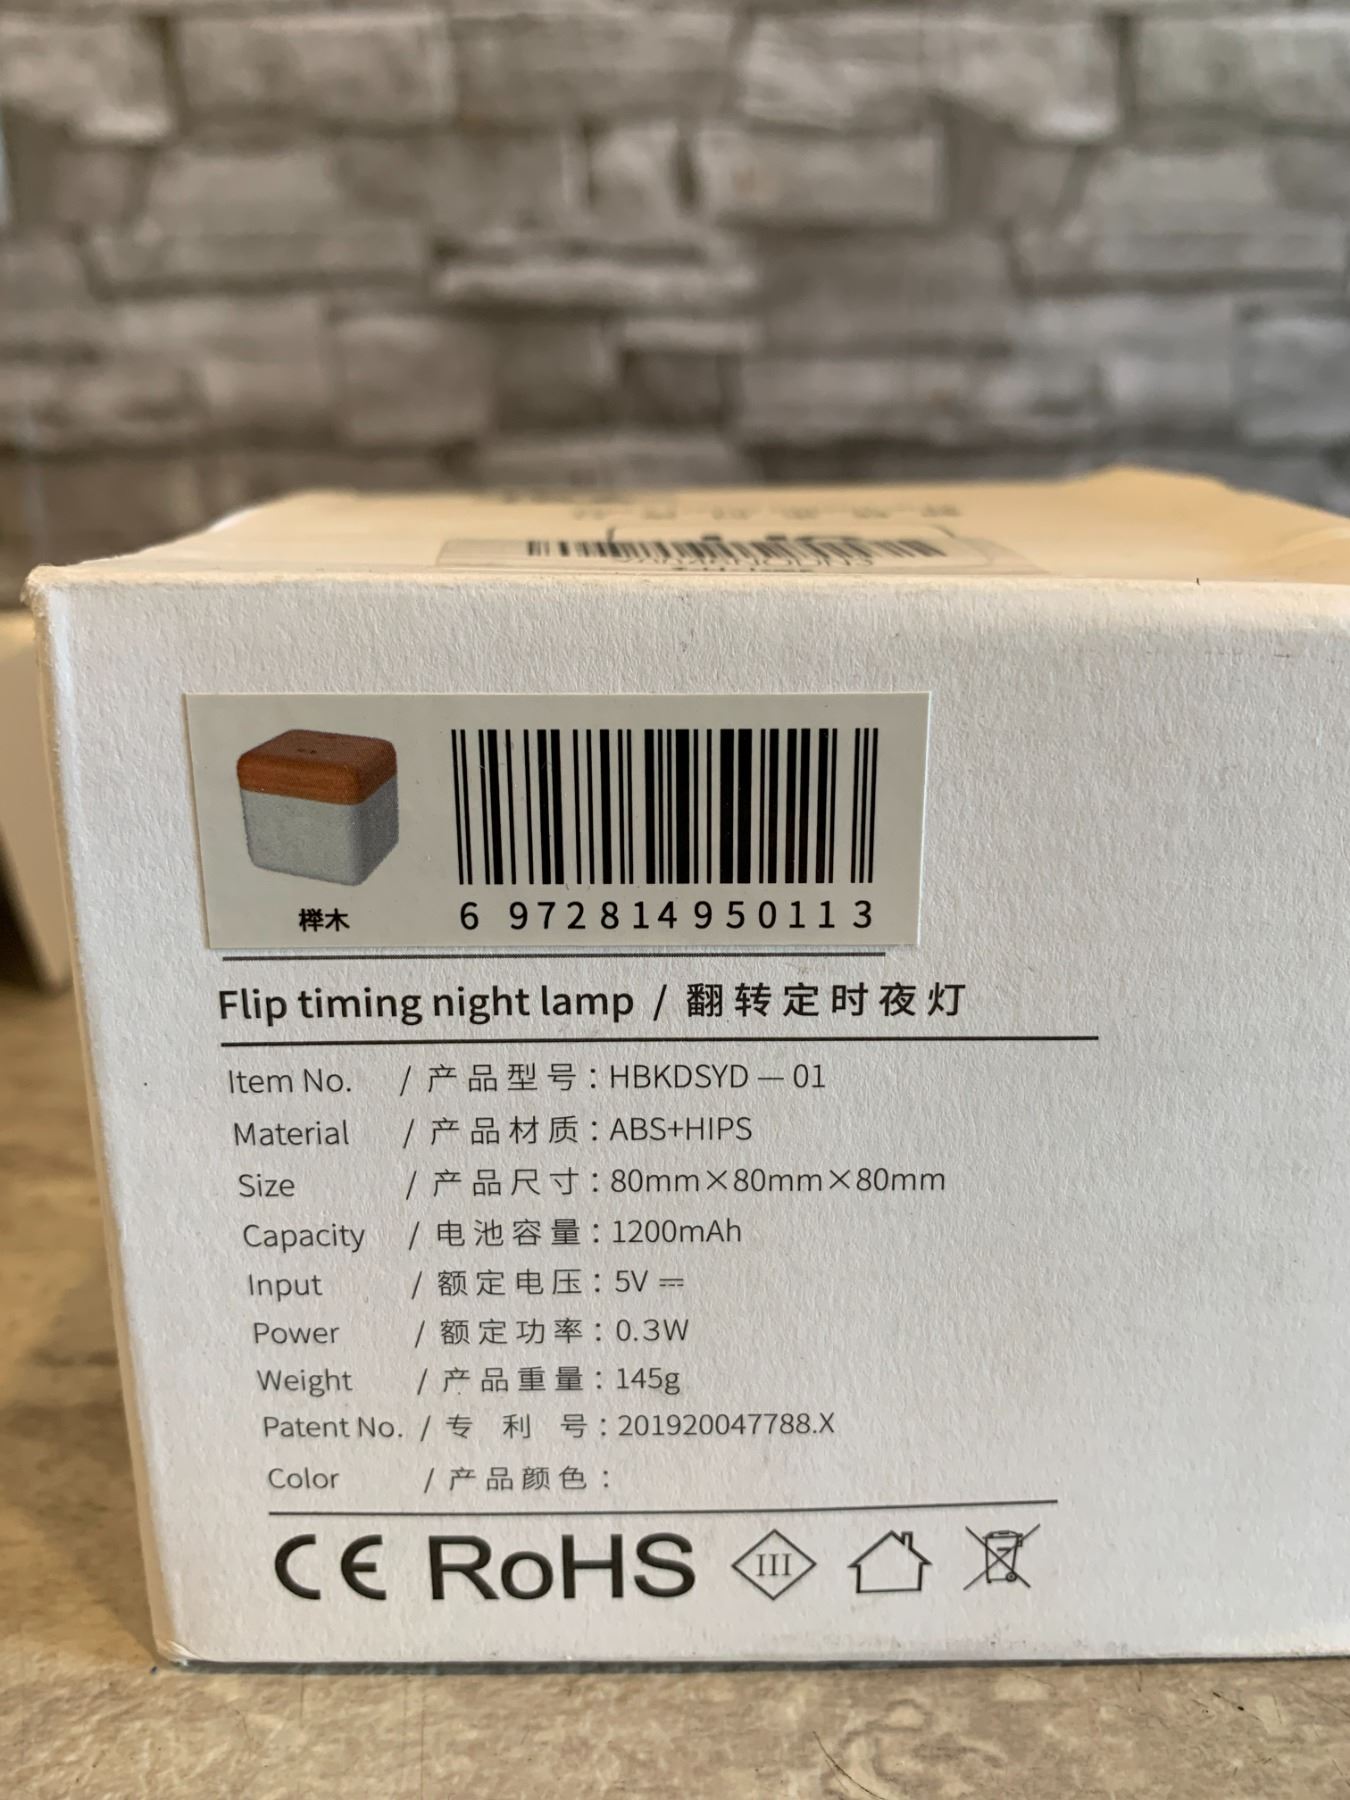 榉木
6 972814 950113
Flip timing night lamp / 翻转定时夜灯
Item No. / 产品型号：HBKDSYD — 01
Material / 产品材质：ABS+HIPS
Size / 产品尺寸：80mm×80mm×80mm
Capacity / 电池容量：1200mAh
Input / 额定电压：5V ⎓
Power / 额定功率：0.3W
Weight / 产品重量：145g
Patent No. / 专利号：201920047788.X
Color / 产品颜色：
CE RoHS III